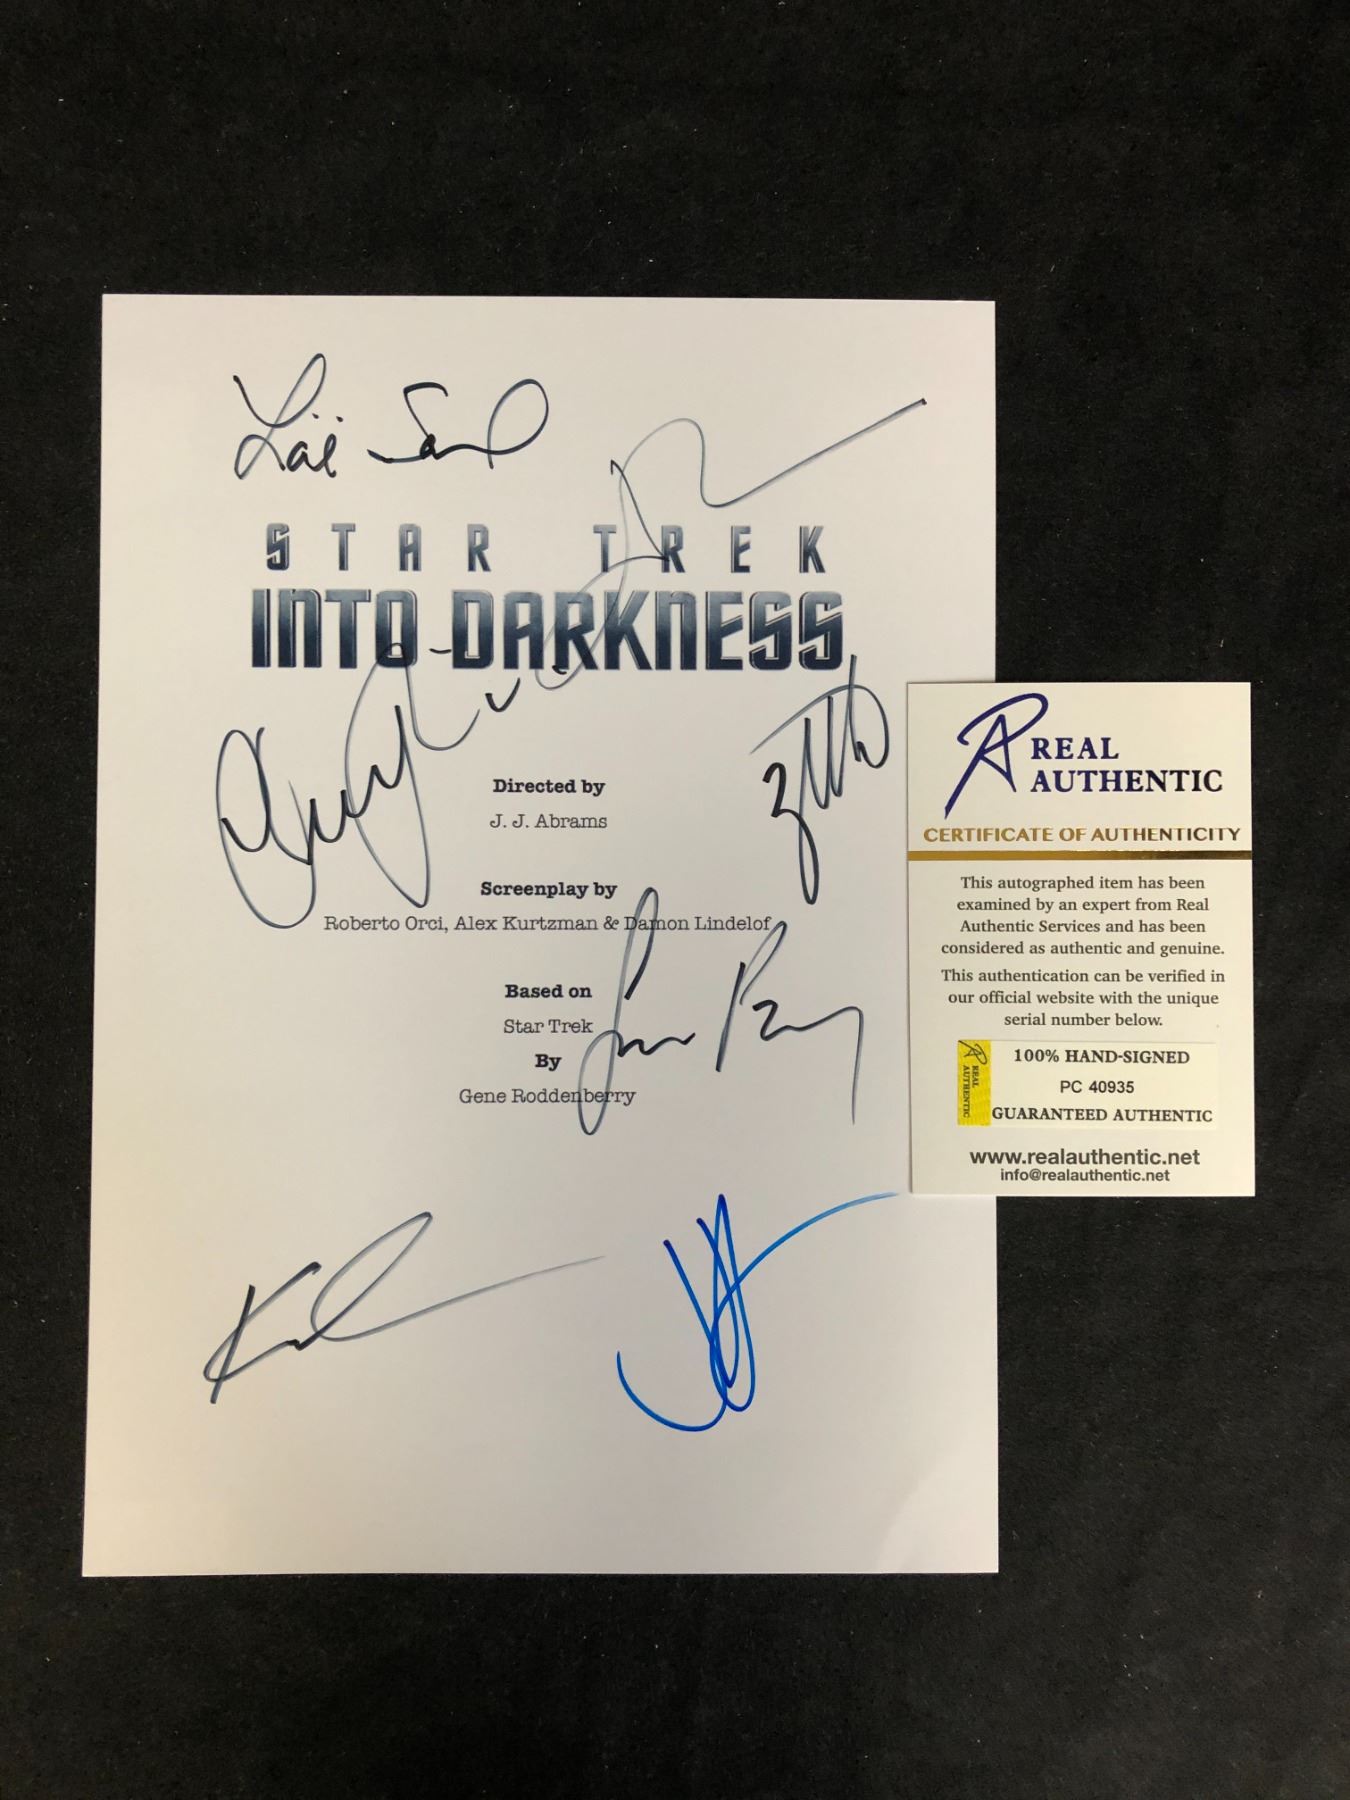 Zoë Sald
STAR TREK
INTO DARKNESS
Directed by
J. J. Abrams
Screenplay by
Roberto Orci, Alex Kurtzman & Damon Lindelof
Based on
Star Trek
By
Gene Roddenberry
REAL
AUTHENTIC
CERTIFICATE OF AUTHENTICITY
This autographed item has been
examined by an expert from Real
Authentic Services and has been
considered as authentic and genuine.
This authentication can be verified in
our official website with the unique
serial number below.
REAL
AUTHENTIC
100% HAND-SIGNED
PC 40935
GUARANTEED AUTHENTIC
www.realauthentic.net
info@realauthentic.net